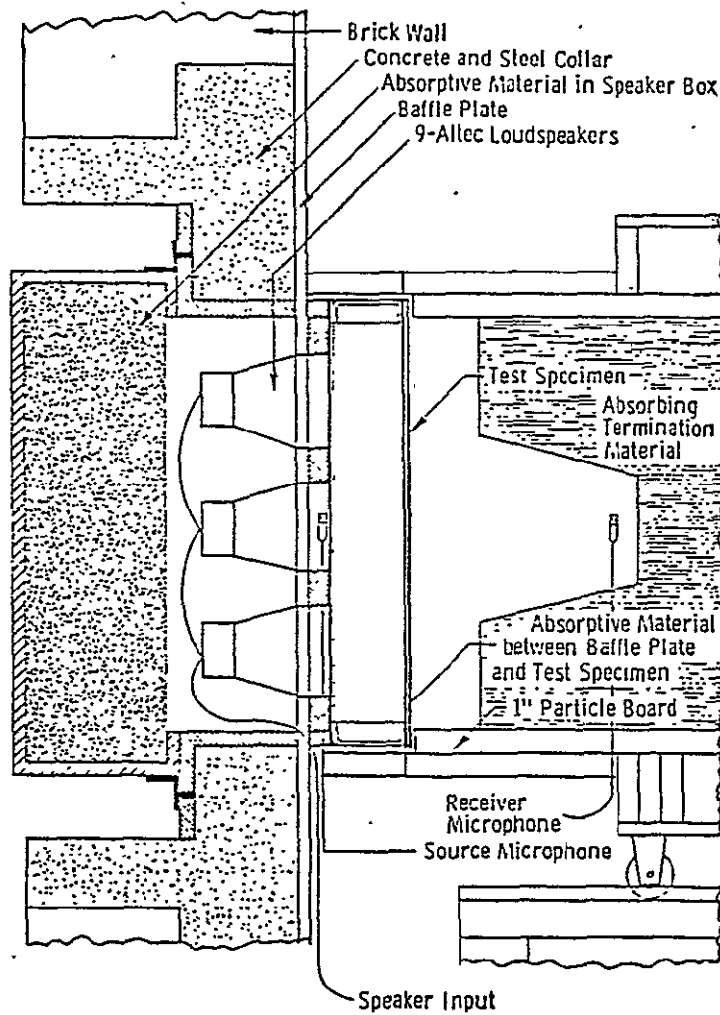 Brick Wall
Concrete and Steel Collar
Absorptive Material in Speaker Box
Baffle Plate
9-Altec Loudspeakers
Test Specimen
Absorbing
Termination
Material
Absorptive Material
between Baffle Plate
and Test Specimen
1" Particle Board
Receiver
Microphone
Source Microphone
Speaker Input